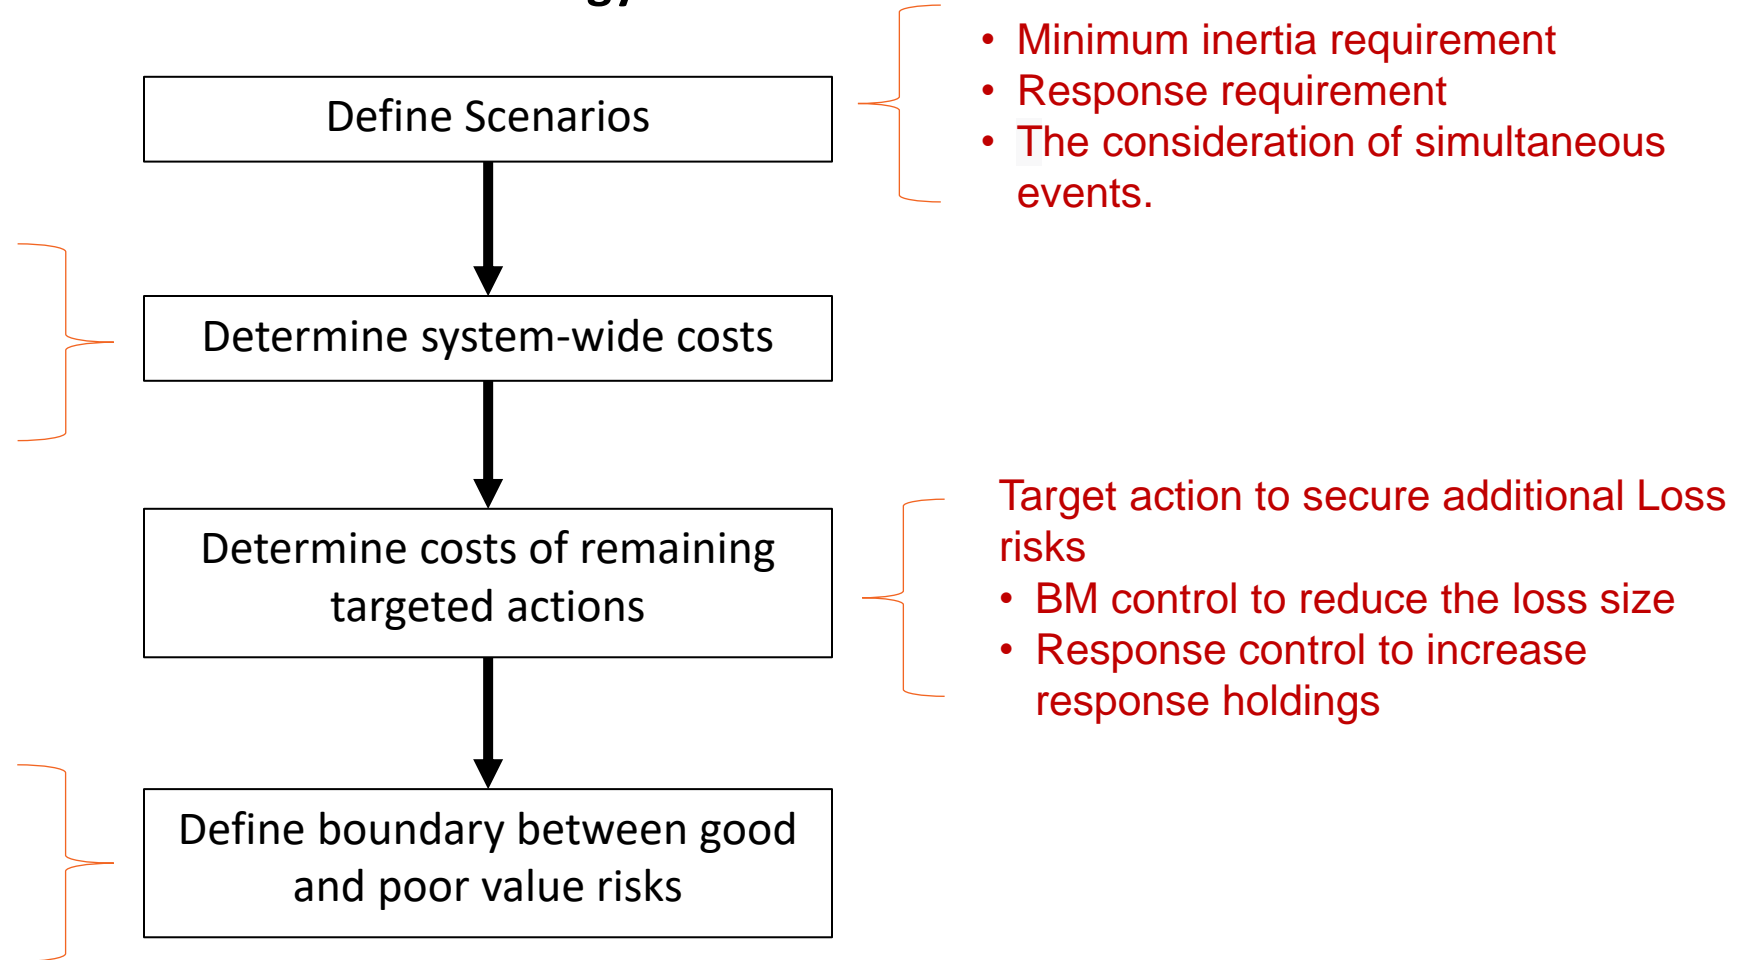 • Minimum inertia requirement
• Response requirement
• The consideration of simultaneous
events.
Define Scenarios
Determine system-wide costs
Determine costs of remaining
targeted actions
Target action to secure additional Loss
risks
• BM control to reduce the loss size
• Response control to increase
response holdings
Define boundary between good
and poor value risks